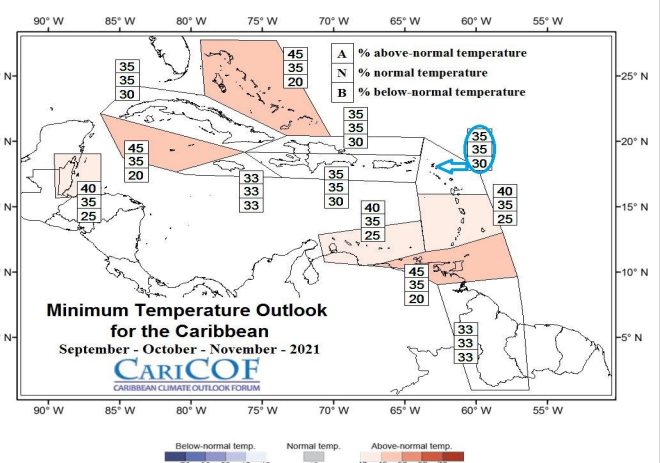 90° W 85° W 80° W 75° W 70° W 65° W 60° W 55° W
A % above-normal temperature
N % normal temperature
B % below-normal temperature
N
25° N
N
20° N
N
15° N
N
10° N
N
5° N
35
35
30
45
35
20
35
35
30
35
35
30
45
35
20
40
35
25
33
33
33
35
35
30
40
35
25
40
35
25
45
35
20
33
33
33
Minimum Temperature Outlook
for the Caribbean
September - October - November - 2021
CARICOF
CARIBBEAN CLIMATE OUTLOOK FORUM
90° W 85° W 80° W 75° W 70° W 65° W 60° W 55° W
Below-normal temp. Normal temp. Above-normal temp.